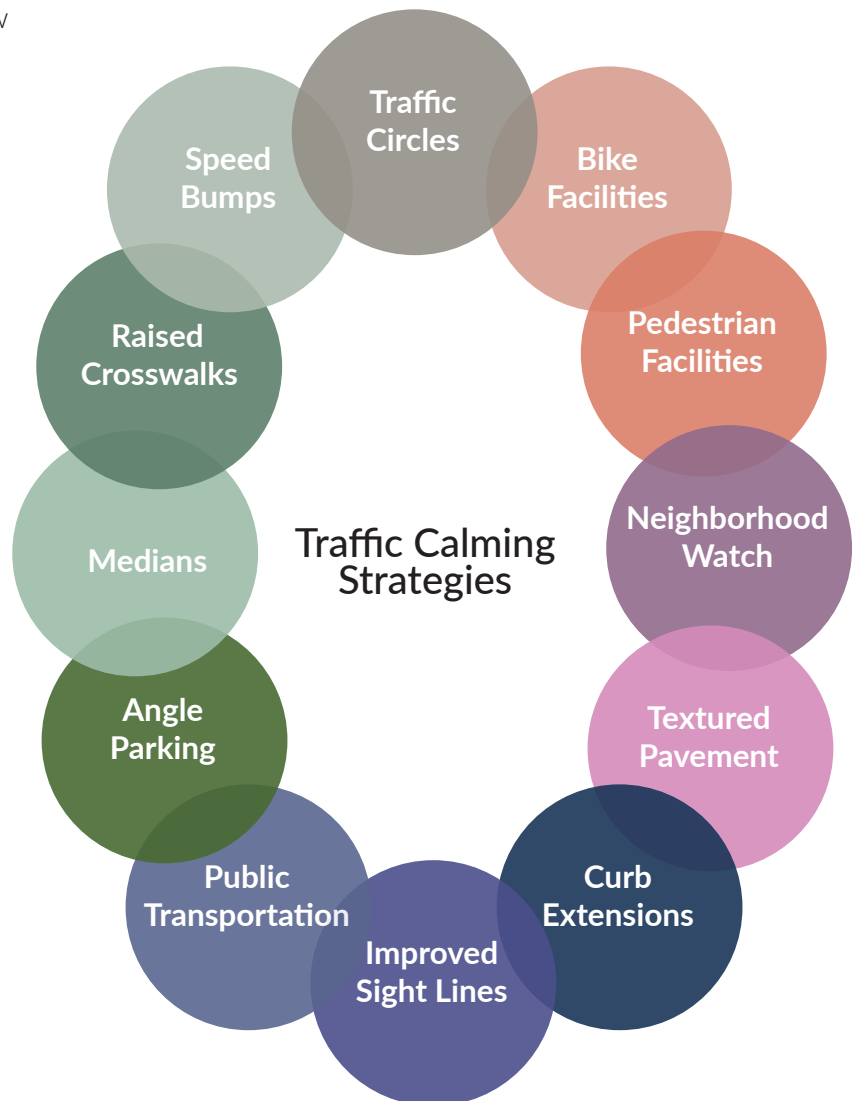 Traffic
Circles
Bike
Facilities
Pedestrian
Facilities
Neighborhood
Watch
Textured
Pavement
Curb
Extensions
Improved
Sight Lines
Public
Transportation
Angle
Parking
Medians
Raised
Crosswalks
Speed
Bumps
Traffic Calming
Strategies